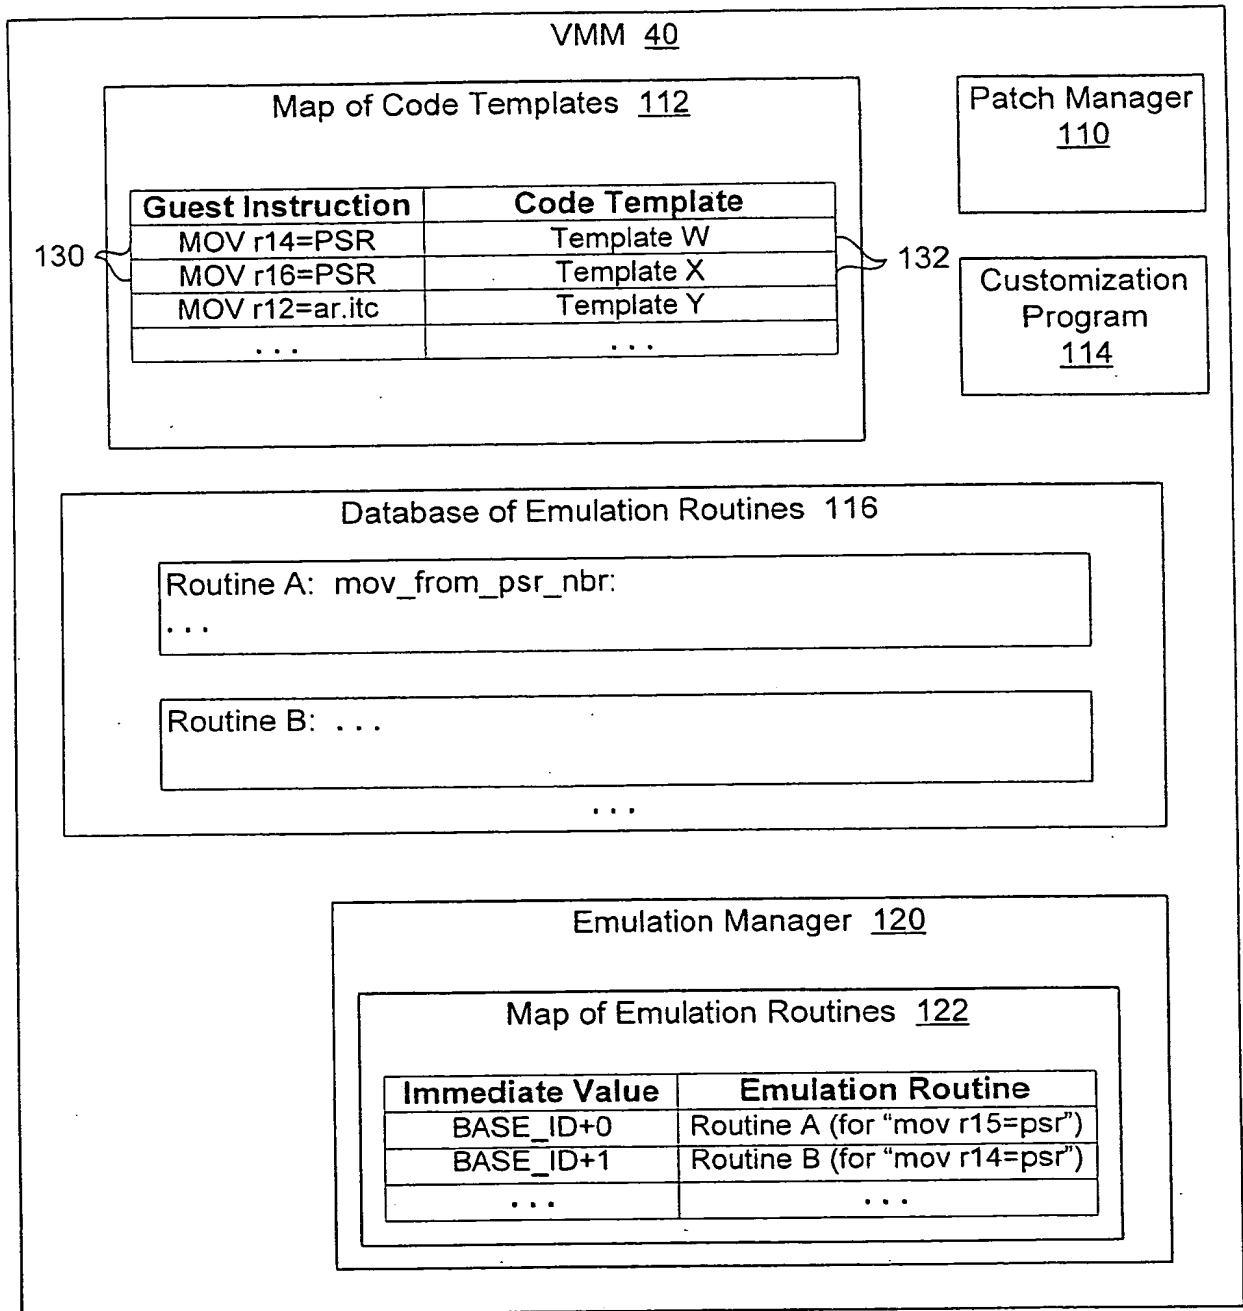 VMM 40
Map of Code Templates 112
Guest Instruction Code Template
MOV r14=PSR Template W
MOV r16=PSR Template X
MOV r12=ar.itc Template Y
. . . . . .
130
132
Patch Manager
110
Customization
Program
114
Database of Emulation Routines 116
Routine A: mov_from_psr_nbr:
. . .
Routine B: . . .
. . .
Emulation Manager 120
Map of Emulation Routines 122
Immediate Value Emulation Routine
BASE_ID+0 Routine A (for “mov r15=psr”)
BASE_ID+1 Routine B (for “mov r14=psr”)
. . . . . .